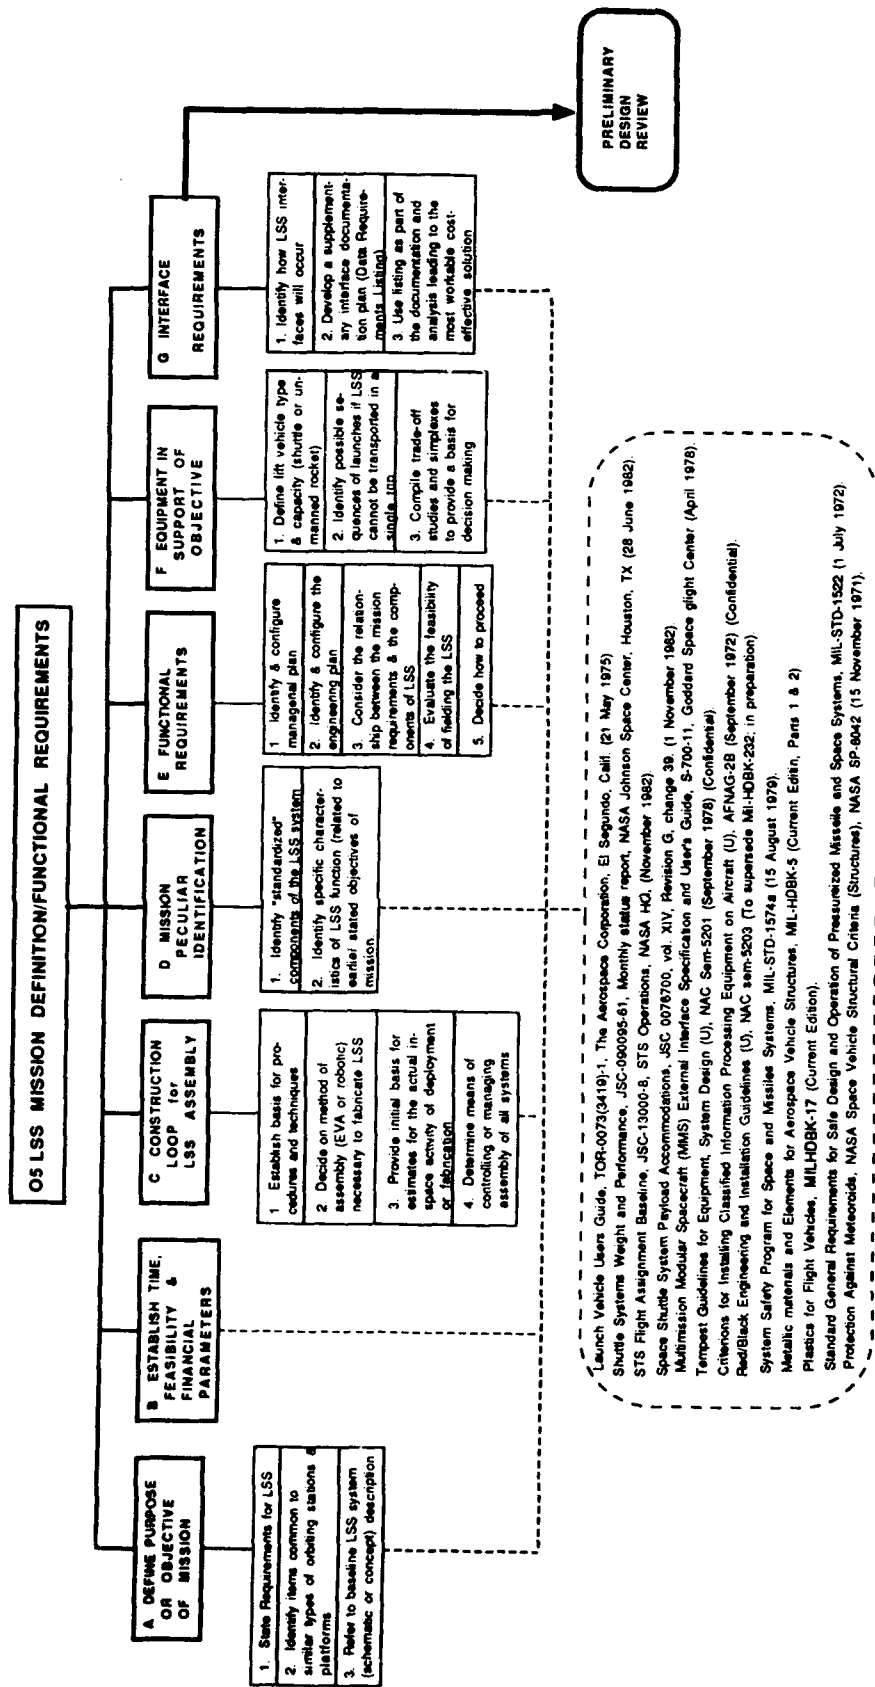 O5 LSS MISSION DEFINITION/FUNCTIONAL REQUIREMENTS
A DEFINE PURPOSE
OR OBJECTIVE
OF MISSION
1. State Requirements for LSS
2. Identify items common to
similar types of orbiting stations &
platforms
3. Refer to baseline LSS system
(schematic or concept) description
B ESTABLISH TIME,
FEASIBILITY &
FINANCIAL
PARAMETERS
C CONSTRUCTION
LOOP for
LSS ASSEMBLY
1 Establish basis for pro-
cedures and techniques
2 Decide on method of
assembly (EVA or robotic)
necessary to fabricate LSS
3. Provide initial basis for
estimates for the actual in-
space activity of deployment
or fabrication
4. Determine means of
controlling or managing
assembly of all systems
D MISSION
PECULIAR
IDENTIFICATION
1. Identify "standardized"
components of the LSS system
2. Identify specific character-
istics of LSS function (related to
earlier stated objectives of
mission.
E FUNCTIONAL
REQUIREMENTS
1 Identify & configure
managerial plan
2. Identify & configure the
engineering plan
3. Consider the relation-
ship between the mission
requirements & the comp-
onents of LSS
4. Evaluate the feasibility
of fielding the LSS
5. Decide how to proceed
F EQUIPMENT IN
SUPPORT OF
OBJECTIVE
1. Define lift vehicle type
& capacity (shuttle or un-
manned rocket)
2. Identify possible se-
quences of launches if LSS
cannot be transported in a
single trip
3. Compile trade-off
studies and simplexes
to provide a basis for
decision making
G INTERFACE
REQUIREMENTS
1. Identify how LSS inter-
faces will occur
2. Develop a supplement-
ary interface documenta-
tion plan (Data Require-
ments Listing)
3. Use listing as part of
the documentation and
analysis leading to the
most workable cost-
effective solution
PRELIMINARY
DESIGN
REVIEW
Launch Vehicle Users Guide, TOR-0073(3419)-1, The Aerospace Corporation, El Segundo, Calif. (21 May 1975)
Shuttle Systems Weight and Performance, JSC-090095-61, Monthly status report, NASA Johnson Space Center, Houston, TX (28 June 1982).
STS Flight Assignment Baseline, JSC-13000-8, STS Operations, NASA HQ, (November 1982)
Space Shuttle System Payload Accommodations, JSC 0076700, vol. XIV, Revision G, change 39, (1 November 1982).
Multimission Modular Spacecraft (MMS) External Interface Specification and User's Guide, S-700-11, Goddard Space glight Center (April 1978).
Tempest Guidelines for Equipment, System Design (U), NAC Sem-5201 (September 1978) (Confidential).
Criterions for Installing Classified Information Processing Equipment on Aircraft (U), AFNAG-2B (September 1972) (Confidential).
Red/Black Engineering and Installation Guidelines (U), NAC sem-5203 (To supersede Mil-HDBK-232; in preparation).
System Safety Program for Space and Missiles Systems, MIL-STD-1574a (15 August 1979).
Metallic materials and Elements for Aerospace Vehicle Structures, MIL-HDBK-5 (Current Editin, Parts 1 & 2)
Plastics for Flight Vehicles, MILHDBK-17 (Current Edition).
Standard General Requirements for Safe Design and Operation of Pressureized Missile and Space Systems, MIL-STD-1522 (1 July 1972).
Protection Against Meteoroids, NASA Space Vehicle Structural Criteria (Structures), NASA SP-8042 (15 November 1971).